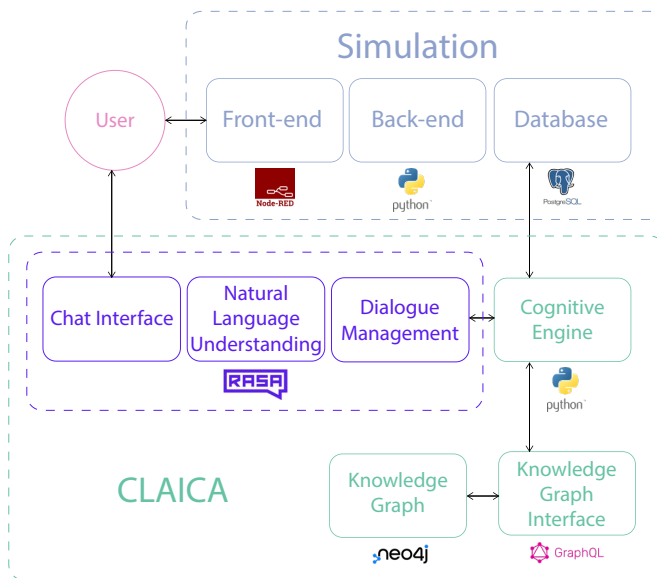 Simulation
User
Front-end
Back-end
Database
Node-RED
python
PostgreSQL
Chat Interface
Natural
Language
Understanding
Dialogue
Management
Cognitive
Engine
RASA
python
CLAICA
Knowledge
Graph
Knowledge
Graph
Interface
neo4j
GraphQL